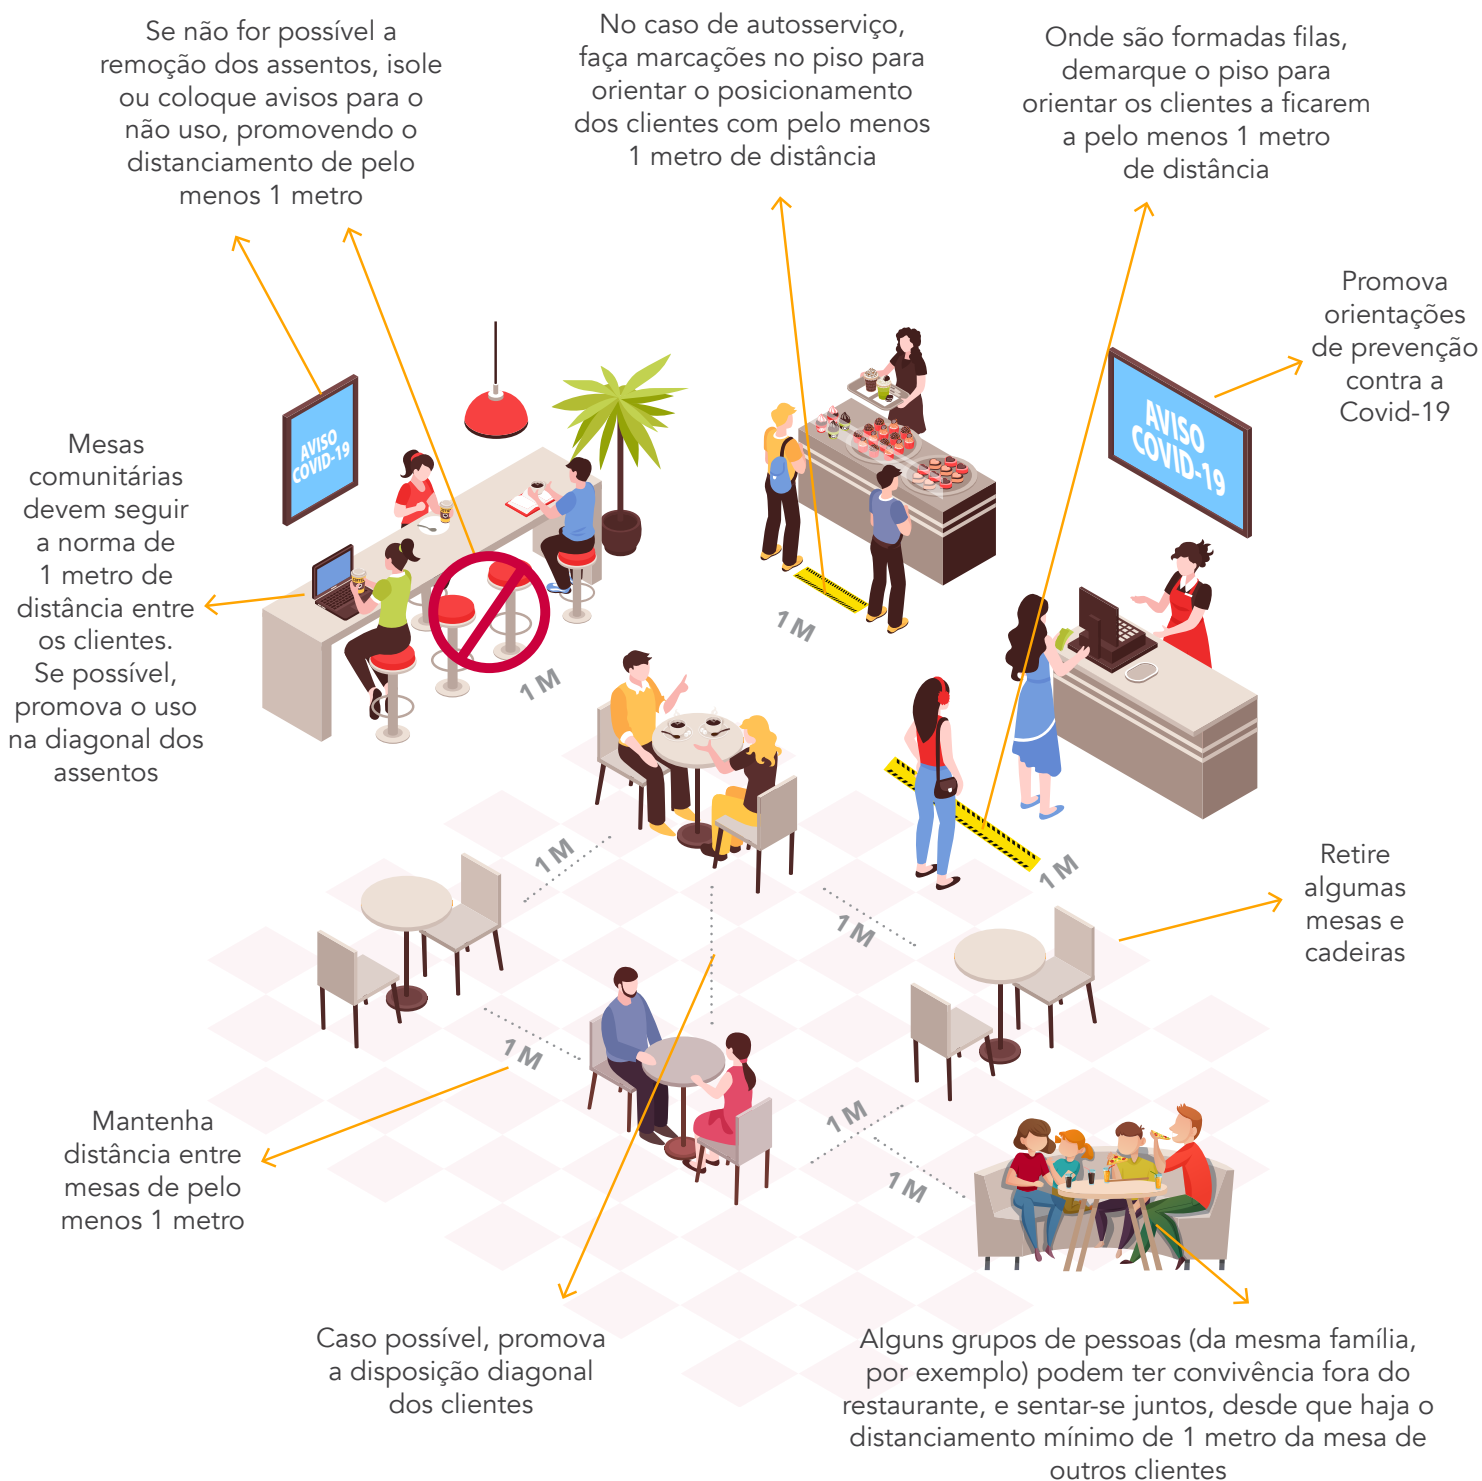 Se não for possível a
remoção dos assentos, isole
ou coloque avisos para o
não uso, promovendo o
distanciamento de pelo
menos 1 metro
No caso de autosserviço,
faça marcações no piso para
orientar o posicionamento
dos clientes com pelo menos
1 metro de distância
Onde são formadas filas,
demarque o piso para
orientar os clientes a ficarem
a pelo menos 1 metro
de distância
Promova
orientações
de prevenção
contra a
Covid-19
AVISO
COVID-19
AVISO
COVID-19
Mesas
comunitárias
devem seguir
a norma de
1 metro de
distância entre
os clientes.
Se possível,
promova o uso
na diagonal dos
assentos
1 M
1 M
1 M
1 M
1 M
Retire
algumas
mesas e
cadeiras
1 M
1 M
1 M
Mantenha
distância entre
mesas de pelo
menos 1 metro
Caso possível, promova
a disposição diagonal
dos clientes
Alguns grupos de pessoas (da mesma família,
por exemplo) podem ter convivência fora do
restaurante, e sentar-se juntos, desde que haja o
distanciamento mínimo de 1 metro da mesa de
outros clientes